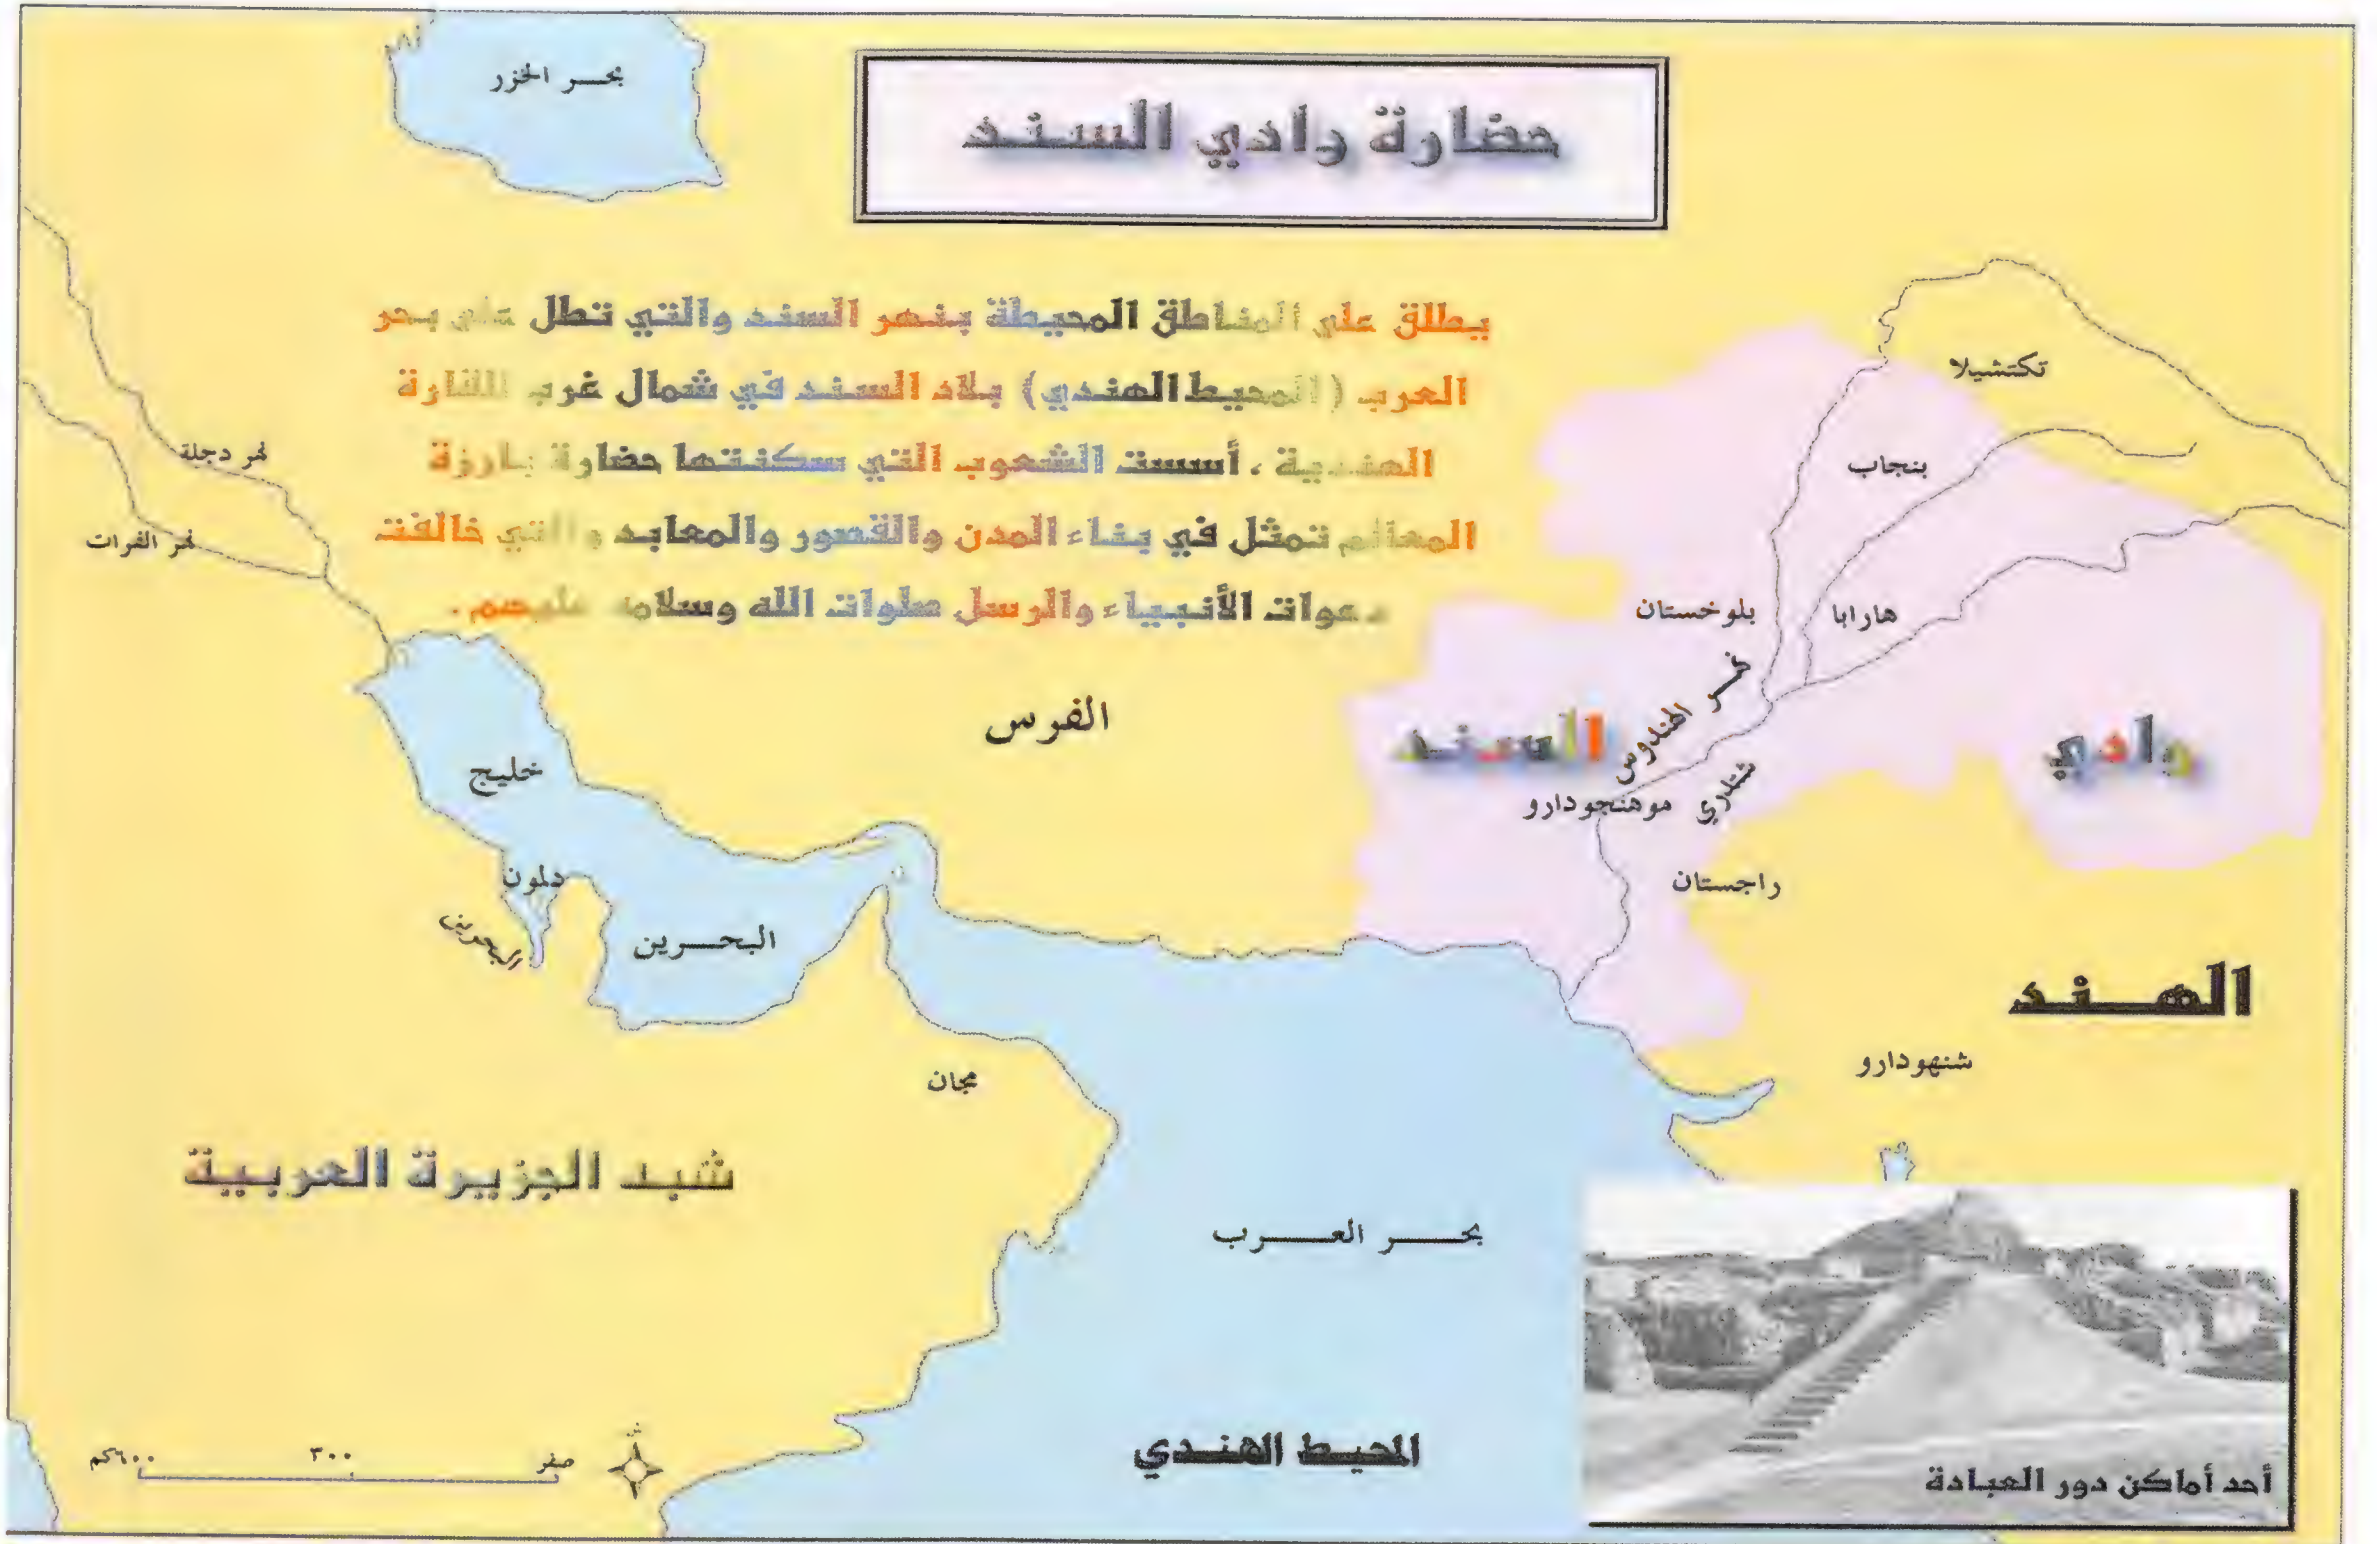 حضارة وادي السند
بحر الخزر
يطلق على المناطق المحيطة بنهر السند والتي تطل على بحر
العرب (المحيط الهندي) بلاد السند في شمال غرب القارة
الهندية ، أسست الشعوب التي سكنتها حضارة بارزة
المعالم تمثل في بناء المدن والقصور والمعابد والتي خالفت
دعوات الأنبياء والرسل صلوات الله وسلامه عليهم .
تكتشيلا
بنجاب
نهر دجلة
نهر الفرات
بلوخستان
هارابا
نهر الهندوس
الفرس
وادي
السند
شتدري
موهنجودارو
خليج
دلمون
راجستان
البحرين
البحرين
الهند
شنهودارو
مجان
شبه الجزيرة العربية
بحر العرب
المحيط الهندي
ش
صفر ٣٠٠ ٦٠٠كم
أحد أماكن دور العبادة